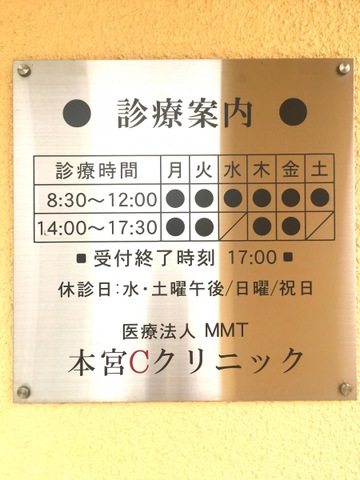 ● 診療案内 ●
診療時間 月 火 水 木 金 土
8:30〜12:00 ● ● ● ● ● ●
14:00〜17:30 ● ● ／ ● ● ／
■ 受付終了時刻 17:00 ■
休診日:水・土曜午後/日曜/祝日
医療法人 MMT
本宮Cクリニック